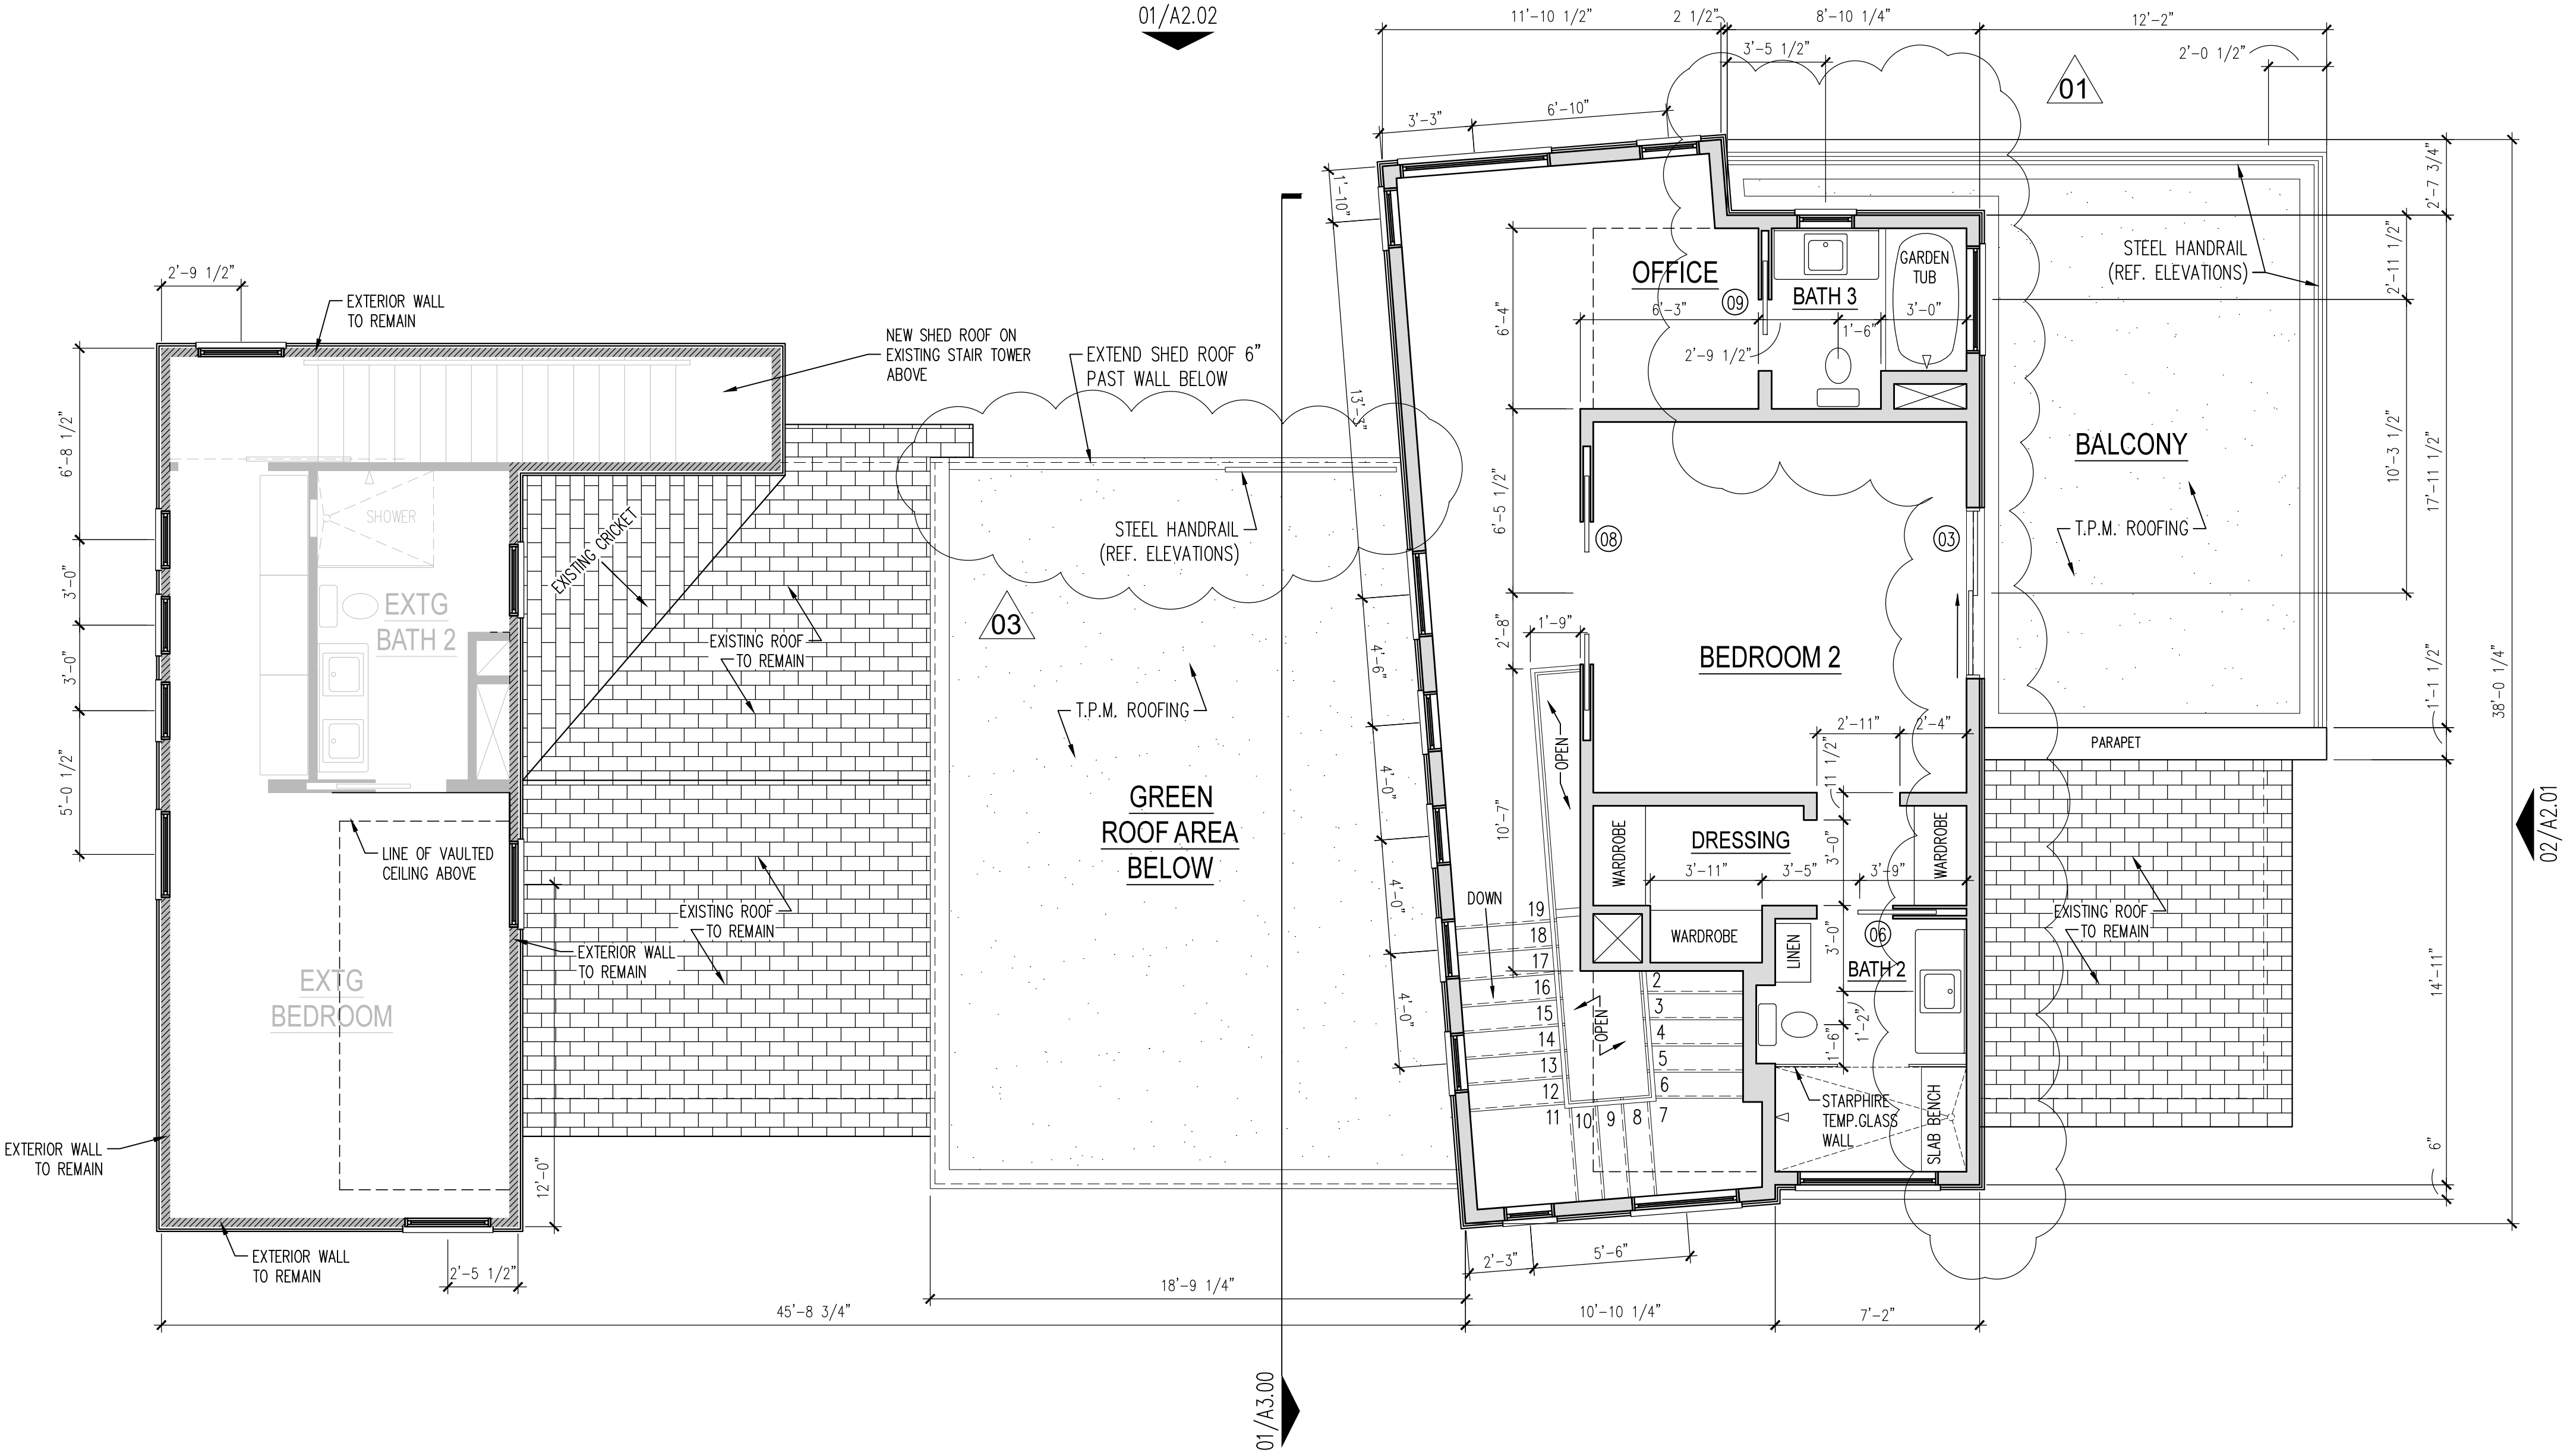 01/A2.02
11'-10 1/2"
2 1/2"
8'-10 1/4"
12'-2"
3'-5 1/2"
2'-0 1/2"
01
3'-3"
6'-10"
1'-10"
2'-7 3/4"
2'-9 1/2"
EXTERIOR WALL
TO REMAIN
NEW SHED ROOF ON
EXISTING STAIR TOWER
ABOVE
EXTEND SHED ROOF 6"
PAST WALL BELOW
OFFICE
09
BATH 3
GARDEN
TUB
STEEL HANDRAIL
(REF. ELEVATIONS)
2'-11 1/2"
6'-3"
1'-6"
3'-0"
2'-9 1/2"
6'-4"
6'-8 1/2"
13'-3"
SHOWER
EXISTING CRICKET
STEEL HANDRAIL
(REF. ELEVATIONS)
6'-5 1/2"
08
03
BALCONY
T.P.M. ROOFING
10'-3 1/2"
17'-11 1/2"
3'-0"
3'-0"
EXTG
BATH 2
EXISTING ROOF
TO REMAIN
03
T.P.M. ROOFING
4'-6"
1'-9"
2'-8"
BEDROOM 2
2'-11"
2'-4"
11 1/2"
PARAPET
1'-1 1/2"
38'-0 1/4"
5'-0 1/2"
OPEN
4'-0"
GREEN
ROOF AREA
BELOW
10'-7"
WARDROBE
DRESSING
3'-0"
WARDROBE
02/A2.01
LINE OF VAULTED
CEILING ABOVE
3'-11"
3'-5"
3'-9"
4'-0"
DOWN
EXISTING ROOF
TO REMAIN
EXTERIOR WALL
TO REMAIN
19
18
17
16
15
14
13
12
11
10
9
8
7
6
5
4
3
2
WARDROBE
LINEN
3'-0"
06
BATH 2
EXISTING ROOF
TO REMAIN
14'-11"
EXTG
BEDROOM
4'-0"
OPEN
1'-2"
1'-6"
STARPHIRE
TEMP.GLASS
WALL
SLAB BENCH
6"
EXTERIOR WALL
TO REMAIN
12'-0"
EXTERIOR WALL
TO REMAIN
2'-5 1/2"
2'-3"
5'-6"
18'-9 1/4"
45'-8 3/4"
10'-10 1/4"
7'-2"
01/A3.00